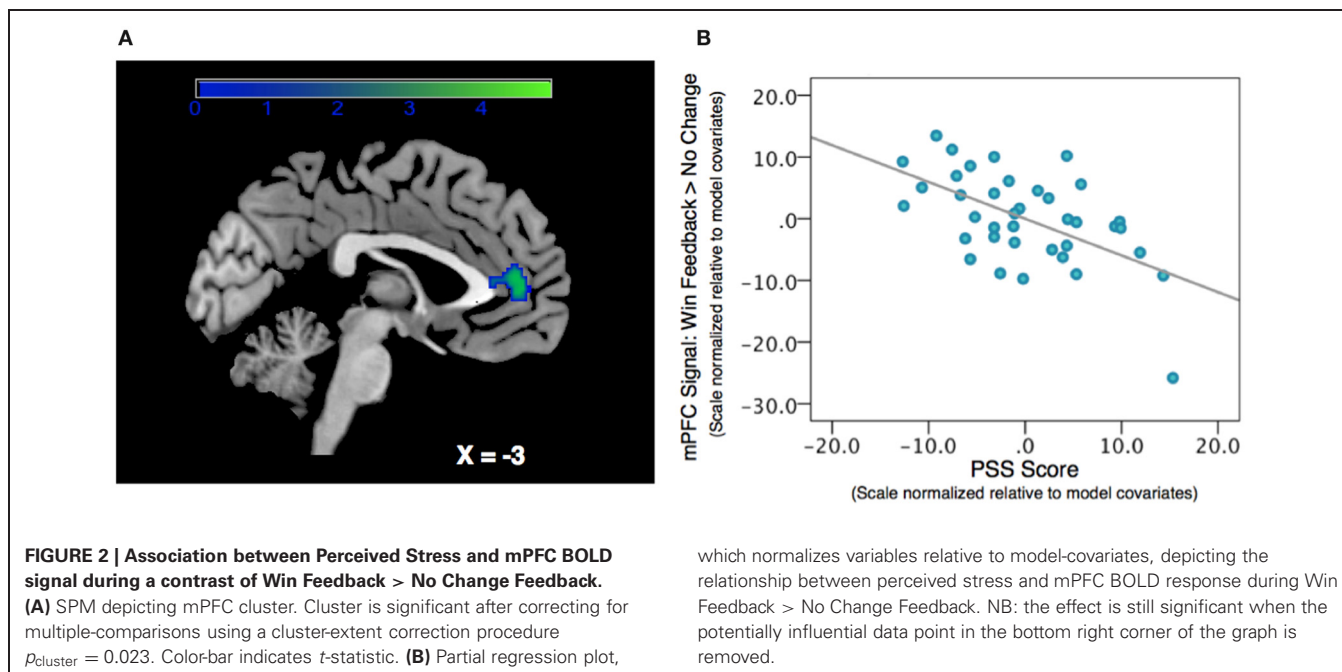 A
0 1 2 3 4
X = -3
B
mPFC Signal: Win Feedback > No Change
(Scale normalized relative to model covariates)
20.0
10.0
.0
-10.0
-20.0
-30.0
-20.0 -10.0 .0 10.0 20.0
PSS Score
(Scale normalized relative to model covariates)
FIGURE 2 | Association between Perceived Stress and mPFC BOLD
signal during a contrast of Win Feedback > No Change Feedback.
(A) SPM depicting mPFC cluster. Cluster is significant after correcting for
multiple-comparisons using a cluster-extent correction procedure
pcluster = 0.023. Color-bar indicates t-statistic. (B) Partial regression plot,
which normalizes variables relative to model-covariates, depicting the
relationship between perceived stress and mPFC BOLD response during Win
Feedback > No Change Feedback. NB: the effect is still significant when the
potentially influential data point in the bottom right corner of the graph is
removed.